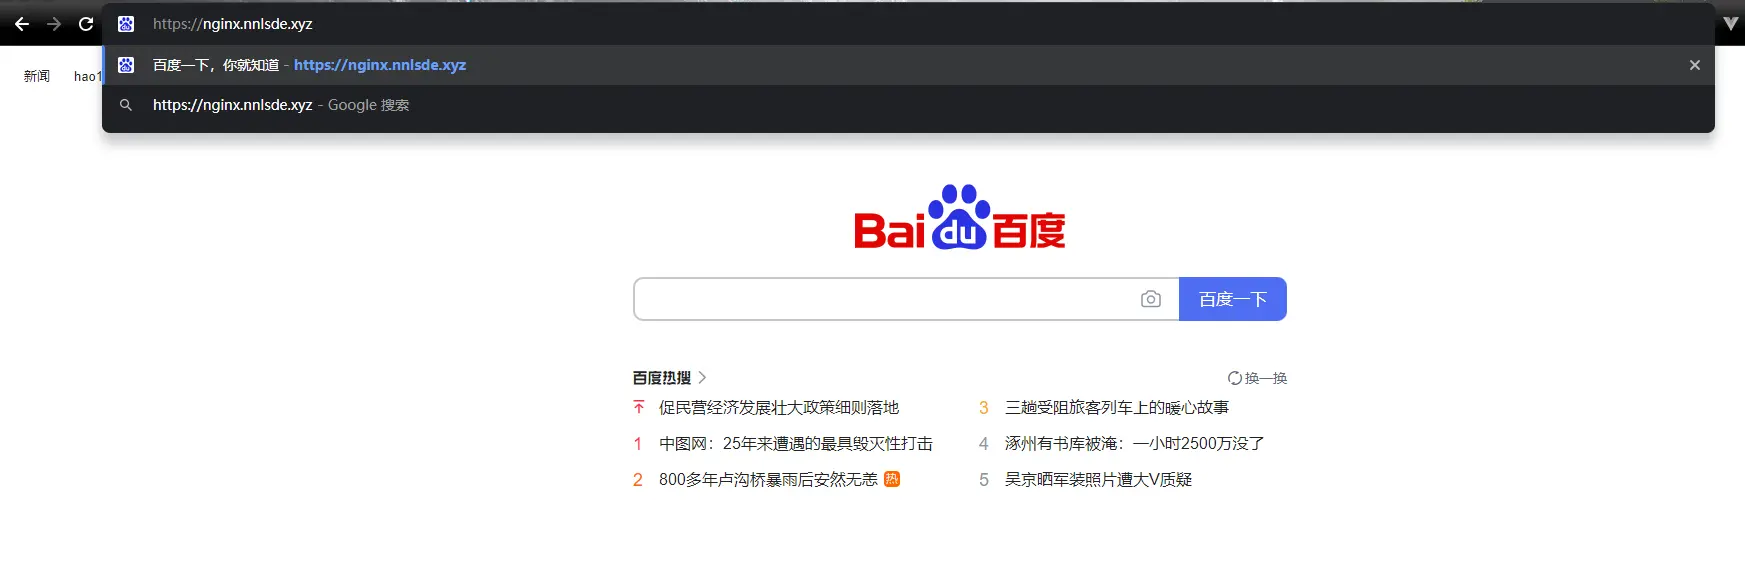 https://nginx.nnlsde.xyz
百度一下，你就知道 - https://nginx.nnlsde.xyz
https://nginx.nnlsde.xyz - Google 搜索
新闻 hao1
Bai du 百度
百度一下
百度热搜 换一换
促民营经济发展壮大政策细则落地
1 中图网：25年来遭遇的最具毁灭性打击
2 800多年卢沟桥暴雨后安然无恙 热
3 三趟受阻旅客列车上的暖心故事
4 涿州有书库被淹：一小时2500万没了
5 吴京晒军装照片遭大V质疑